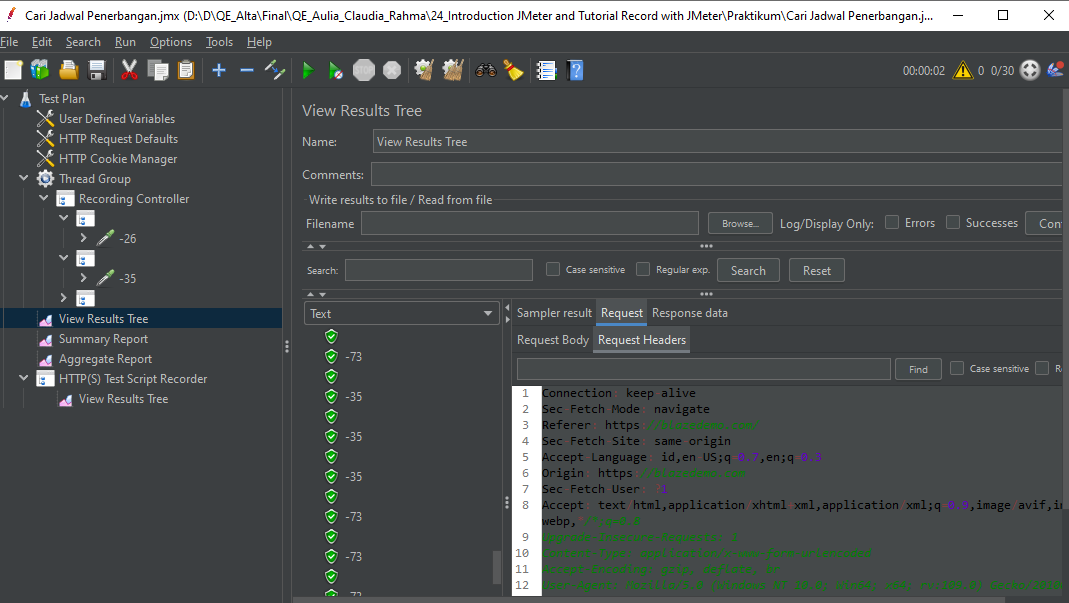 Cari Jadwal Penerbangan.jmx (D:\D\QE_Alta\Final\QE_Aulia_Claudia_Rahma\24_Introduction JMeter and Tutorial Record with JMeter\Praktikum\Cari Jadwal Penerbangan.j...
File Edit Search Run Options Tools Help
00:00:02 0 0/30
Test Plan
User Defined Variables
HTTP Request Defaults
HTTP Cookie Manager
Thread Group
Recording Controller
-26
-35
View Results Tree
Summary Report
Aggregate Report
HTTP(S) Test Script Recorder
View Results Tree
View Results Tree
Name: View Results Tree
Comments:
Write results to file / Read from file
Filename Browse... Log/Display Only: Errors Successes Con
Search: Case sensitive Regular exp. Search Reset
Text
-73
-35
-35
-35
-73
-73
-73
Sampler result Request Response data
Request Body Request Headers
Find Case sensitive Re
1 Connection keep alive
2 Sec Fetch Mode navigate
3 Referer https
4 Sec Fetch Site same origin
5 Accept Language id,en US;q=0.7,en;q=0.3
6 Origin https
7 Sec Fetch User 1
8 Accept text html,application xhtml xml,application xml;q=0.9,image avif,im
webp,
9
10
11
12